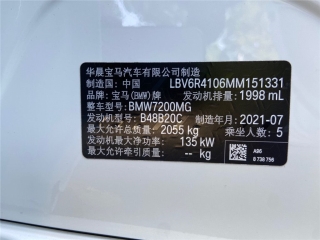 华晨宝马汽车有限公司制造
制造国: 中国 LBV6R4106MM151331
品牌: 宝马(BMW)牌 发动机排量: 1998 mL
整车型号: BMW7200MG
发动机型号: B48B20C 制造年月: 2021-07
最大允许总质量: 2055 kg 乘坐人数: 5
发动机最大净功率: 135 kW
最大允许牵引质量: -- kg
A96
8 738 756